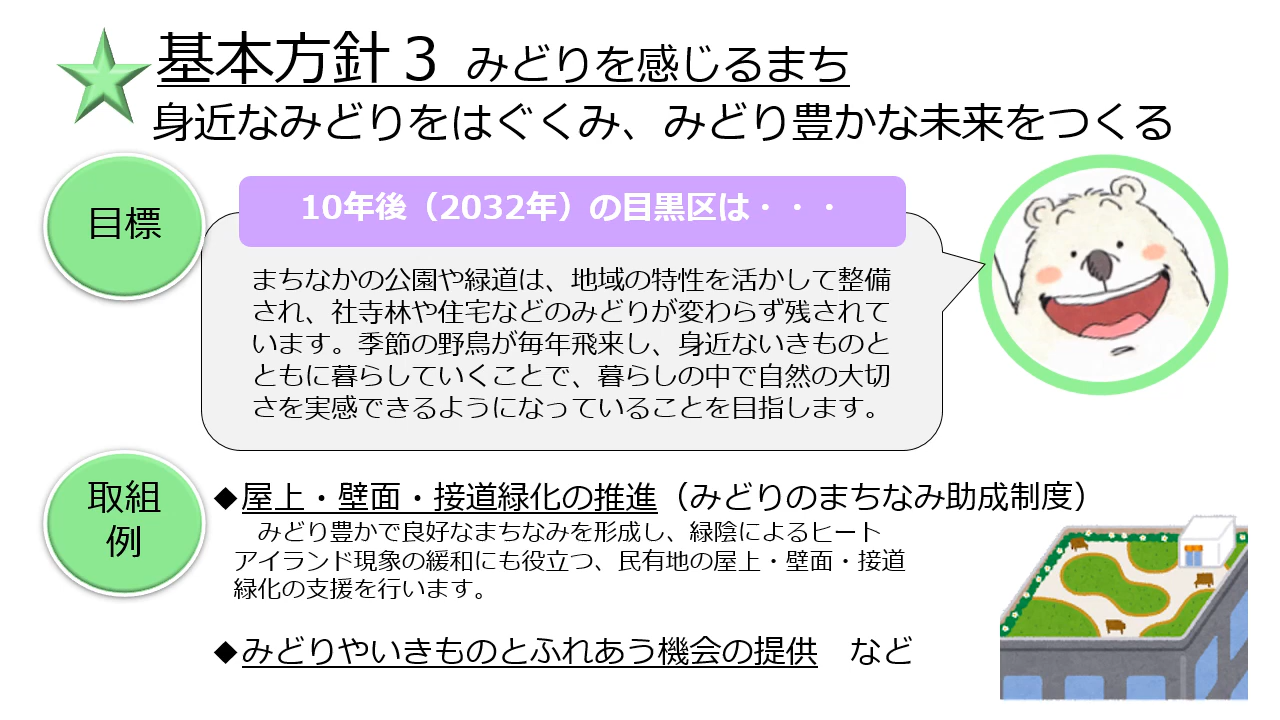 基本方針３ みどりを感じるまち
身近なみどりをはぐくみ、みどり豊かな未来をつくる
目標
10年後（2032年）の目黒区は・・・
まちなかの公園や緑道は、地域の特性を活かして整備
され、社寺林や住宅などのみどりが変わらず残されて
います。季節の野鳥が毎年飛来し、身近ないきものと
ともに暮らしていくことで、暮らしの中で自然の大切
さを実感できるようになっていることを目指します。
取組
例
◆屋上・壁面・接道緑化の推進（みどりのまちなみ助成制度）
みどり豊かで良好なまちなみを形成し、緑陰によるヒート
アイランド現象の緩和にも役立つ、民有地の屋上・壁面・接道
緑化の支援を行います。
◆みどりやいきものとふれあう機会の提供　など